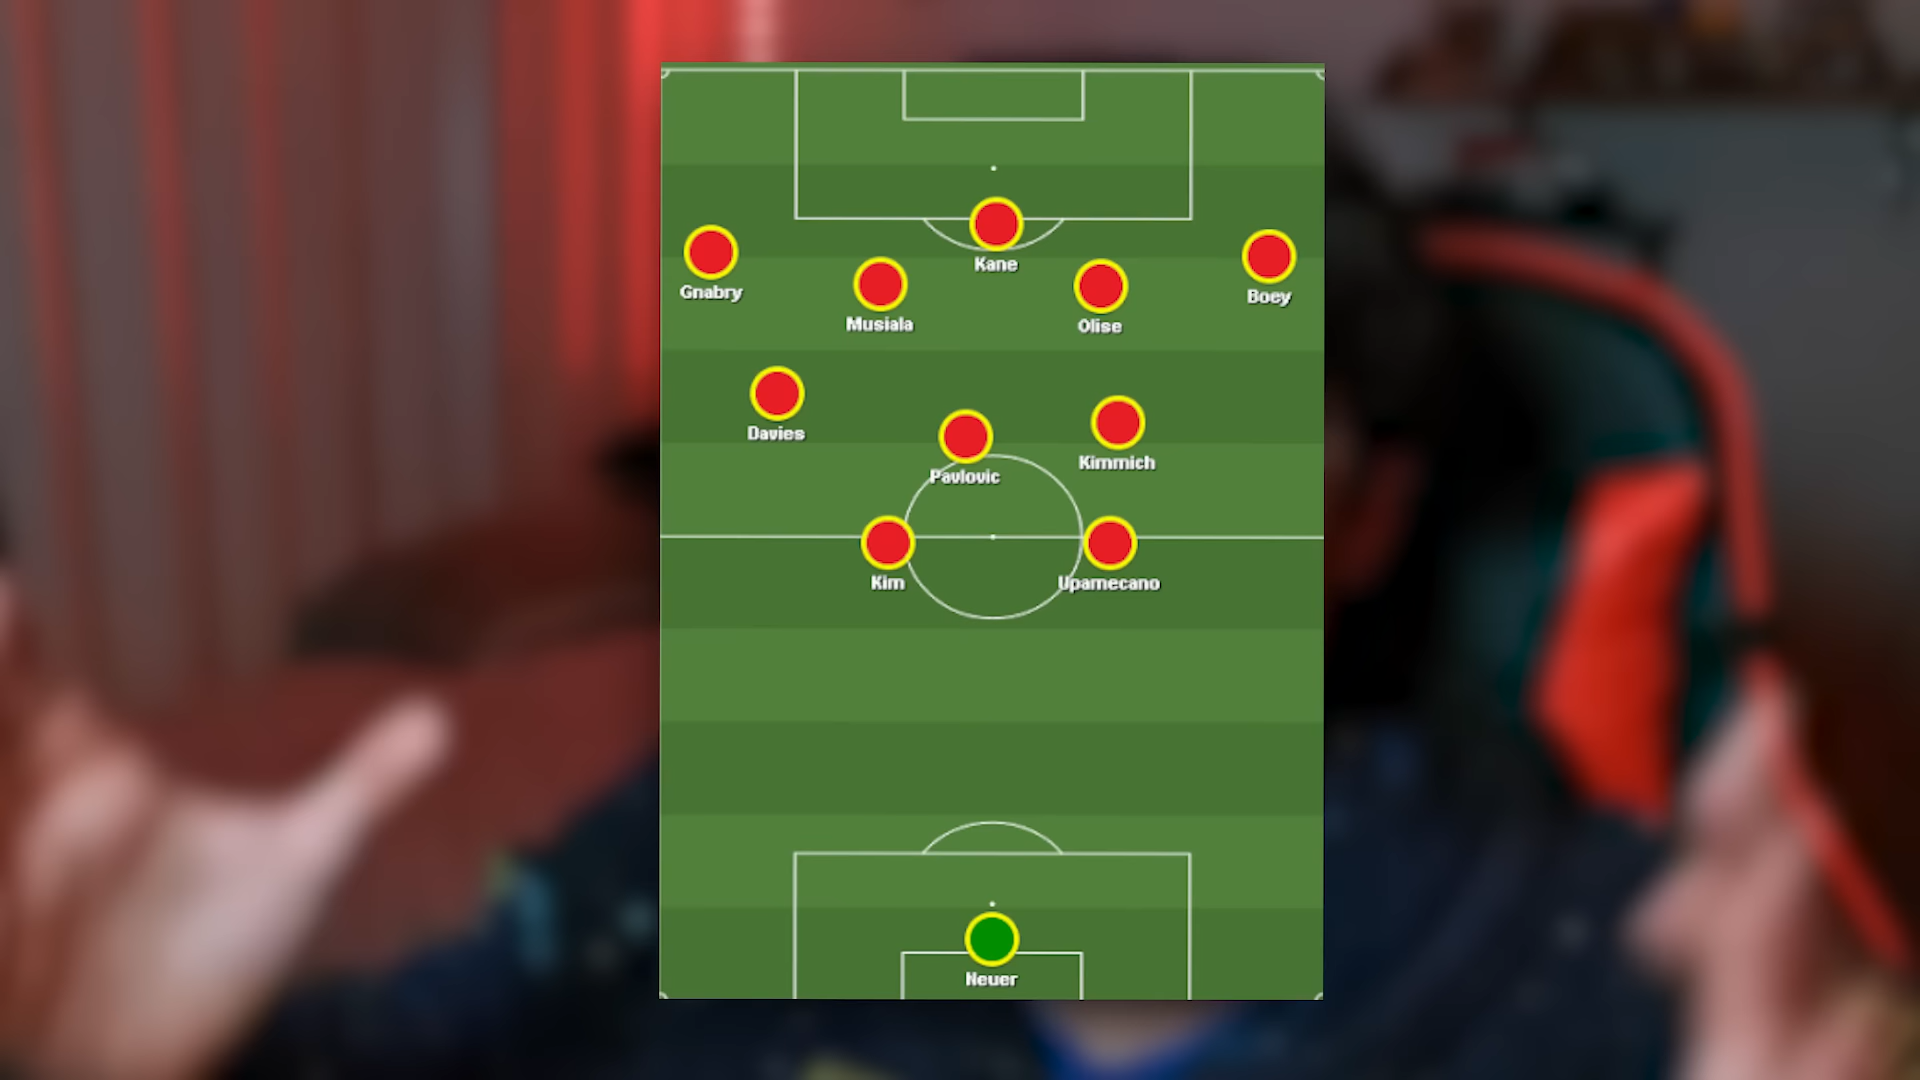 Kane
Gnabry
Boey
Musiala
Olise
Davies
Kimmich
Pavlovic
Kim
Upamecano
Neuer